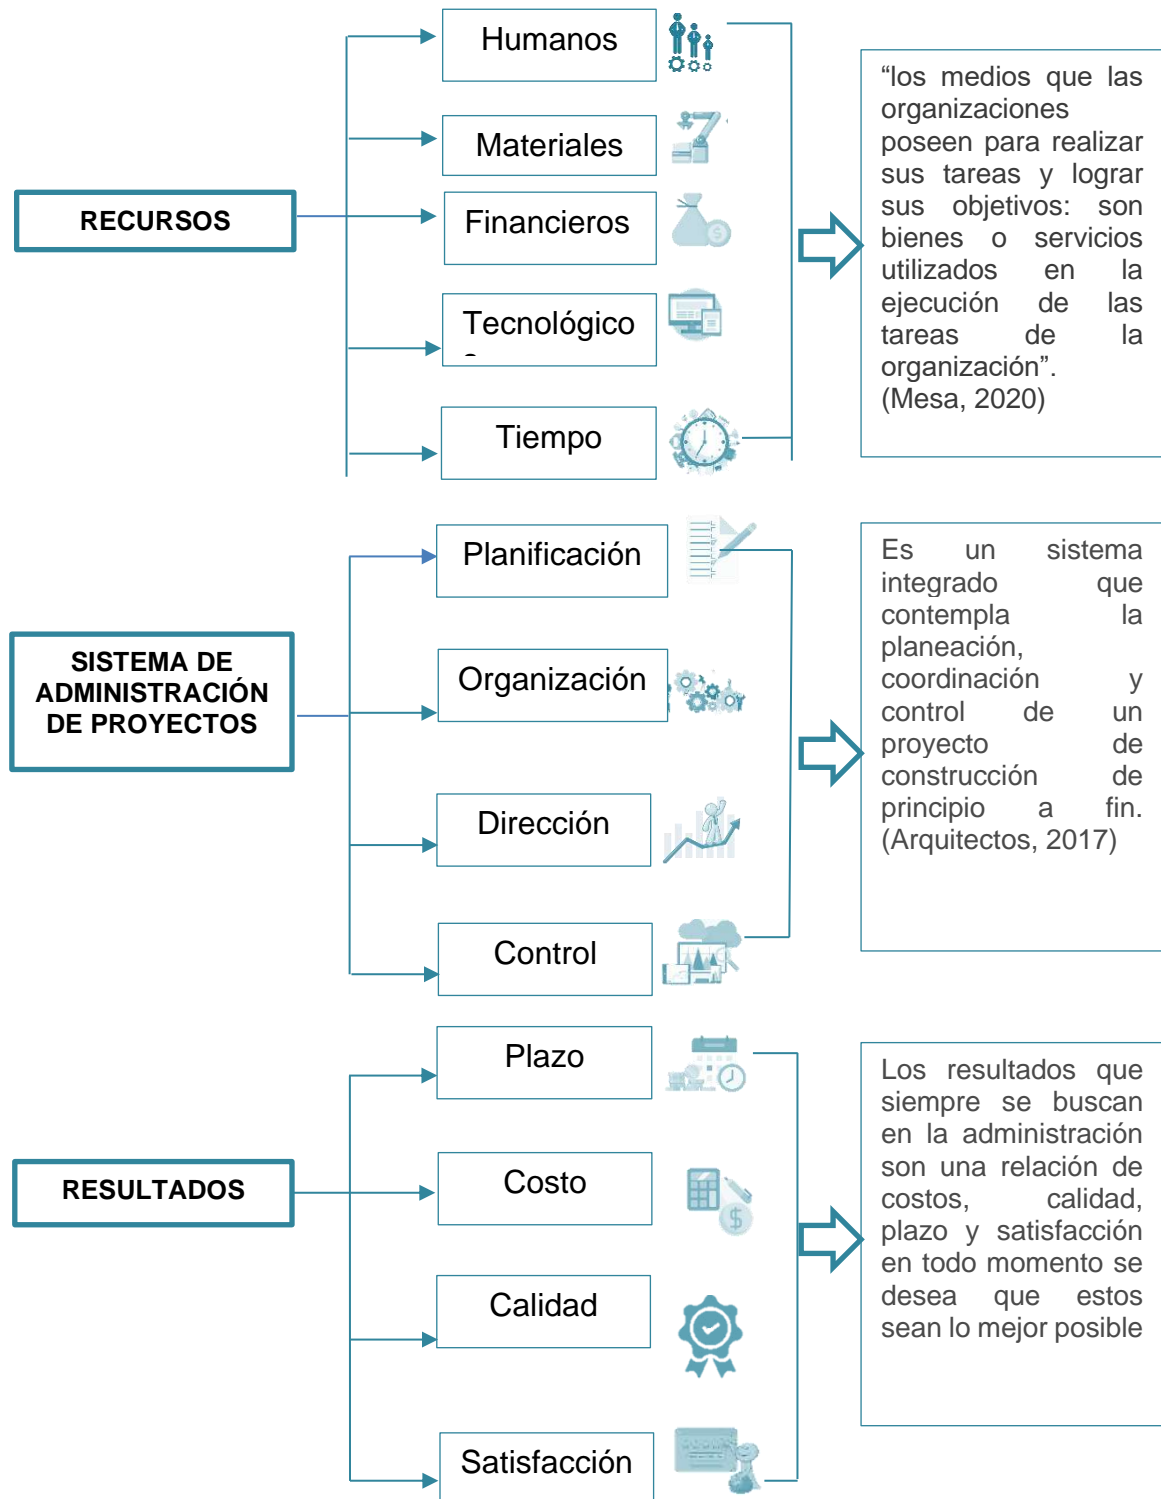 RECURSOS
Humanos
Materiales
Financieros
Tecnológico
Tiempo
“los medios que las
organizaciones
poseen para realizar
sus tareas y lograr
sus objetivos: son
bienes o servicios
utilizados en la
ejecución de las
tareas de la
organización”.
(Mesa, 2020)
SISTEMA DE
ADMINISTRACIÓN
DE PROYECTOS
Planificación
Organización
Dirección
Control
Es un sistema
integrado que
contempla la
planeación,
coordinación y
control de un
proyecto de
construcción de
principio a fin.
(Arquitectos, 2017)
RESULTADOS
Plazo
Costo
Calidad
Satisfacción
Los resultados que
siempre se buscan
en la administración
son una relación de
costos, calidad,
plazo y satisfacción
en todo momento se
desea que estos
sean lo mejor posible